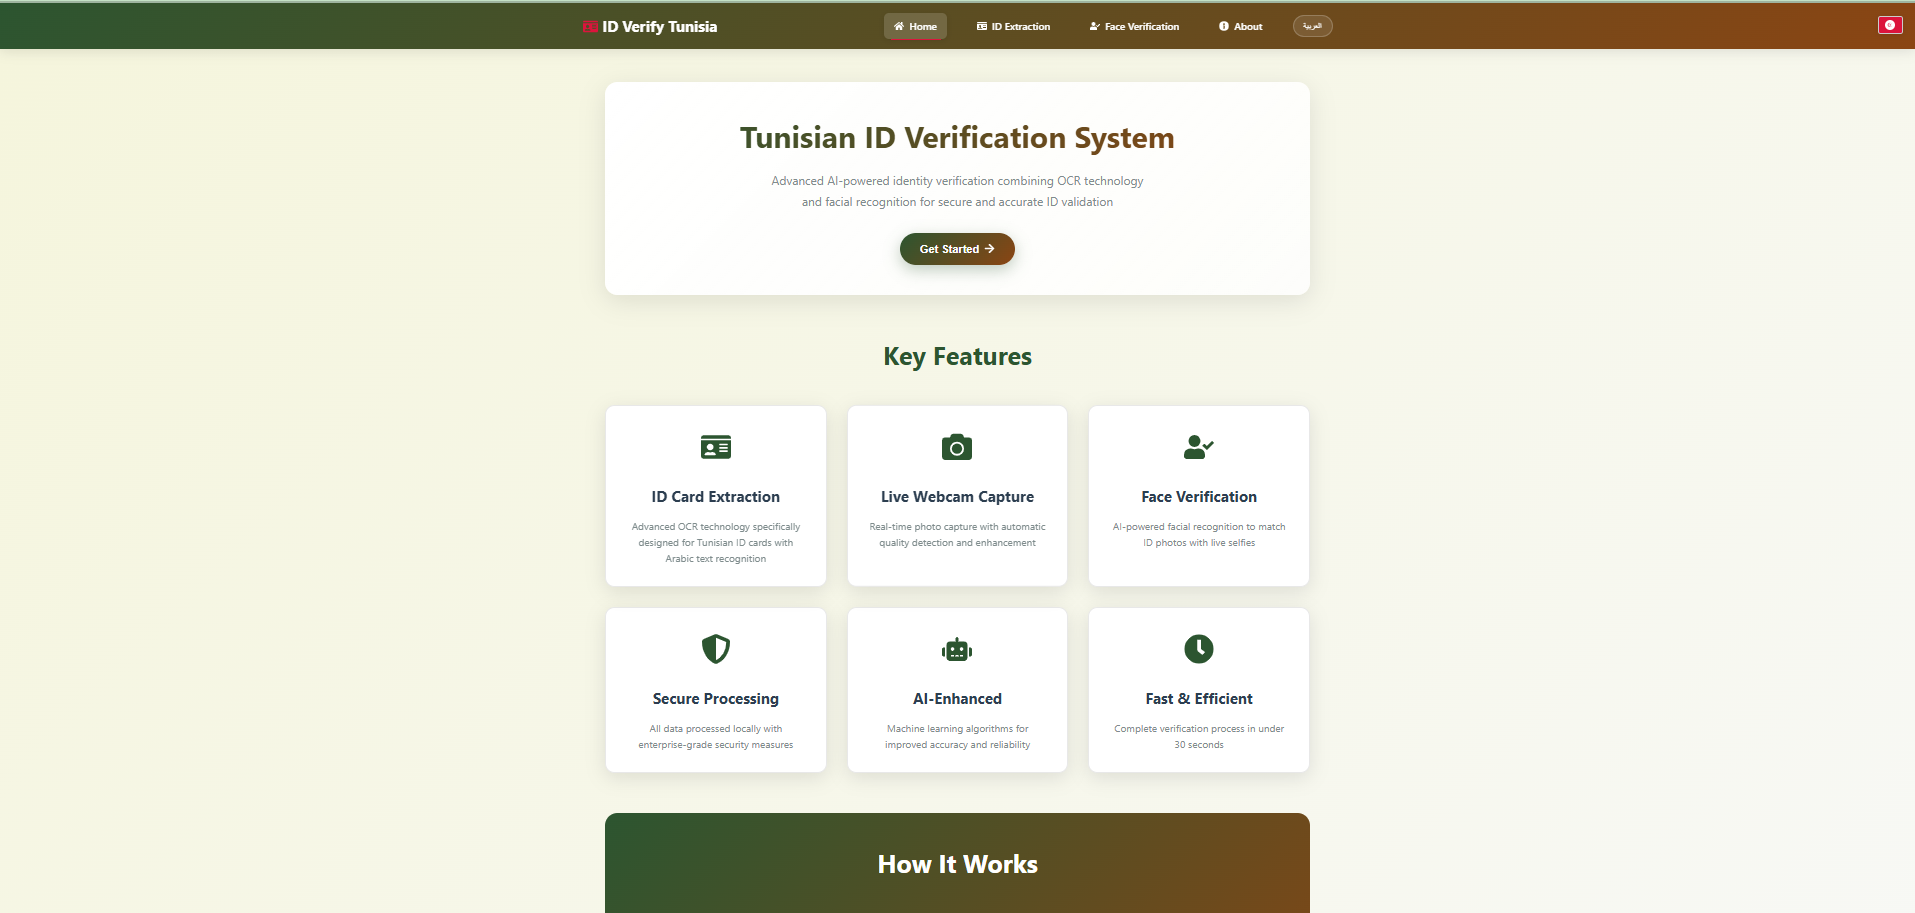 ID Verify Tunisia
Home
ID Extraction
Face Verification
About
العربية
Tunisian ID Verification System
Advanced AI-powered identity verification combining OCR technology
and facial recognition for secure and accurate ID validation
Get Started
Key Features
ID Card Extraction
Advanced OCR technology specifically
designed for Tunisian ID cards with
Arabic text recognition
Live Webcam Capture
Real-time photo capture with automatic
quality detection and enhancement
Face Verification
AI-powered facial recognition to match
ID photos with live selfies
Secure Processing
All data processed locally with
enterprise-grade security measures
AI-Enhanced
Machine learning algorithms for
improved accuracy and reliability
Fast & Efficient
Complete verification process in under
30 seconds
How It Works